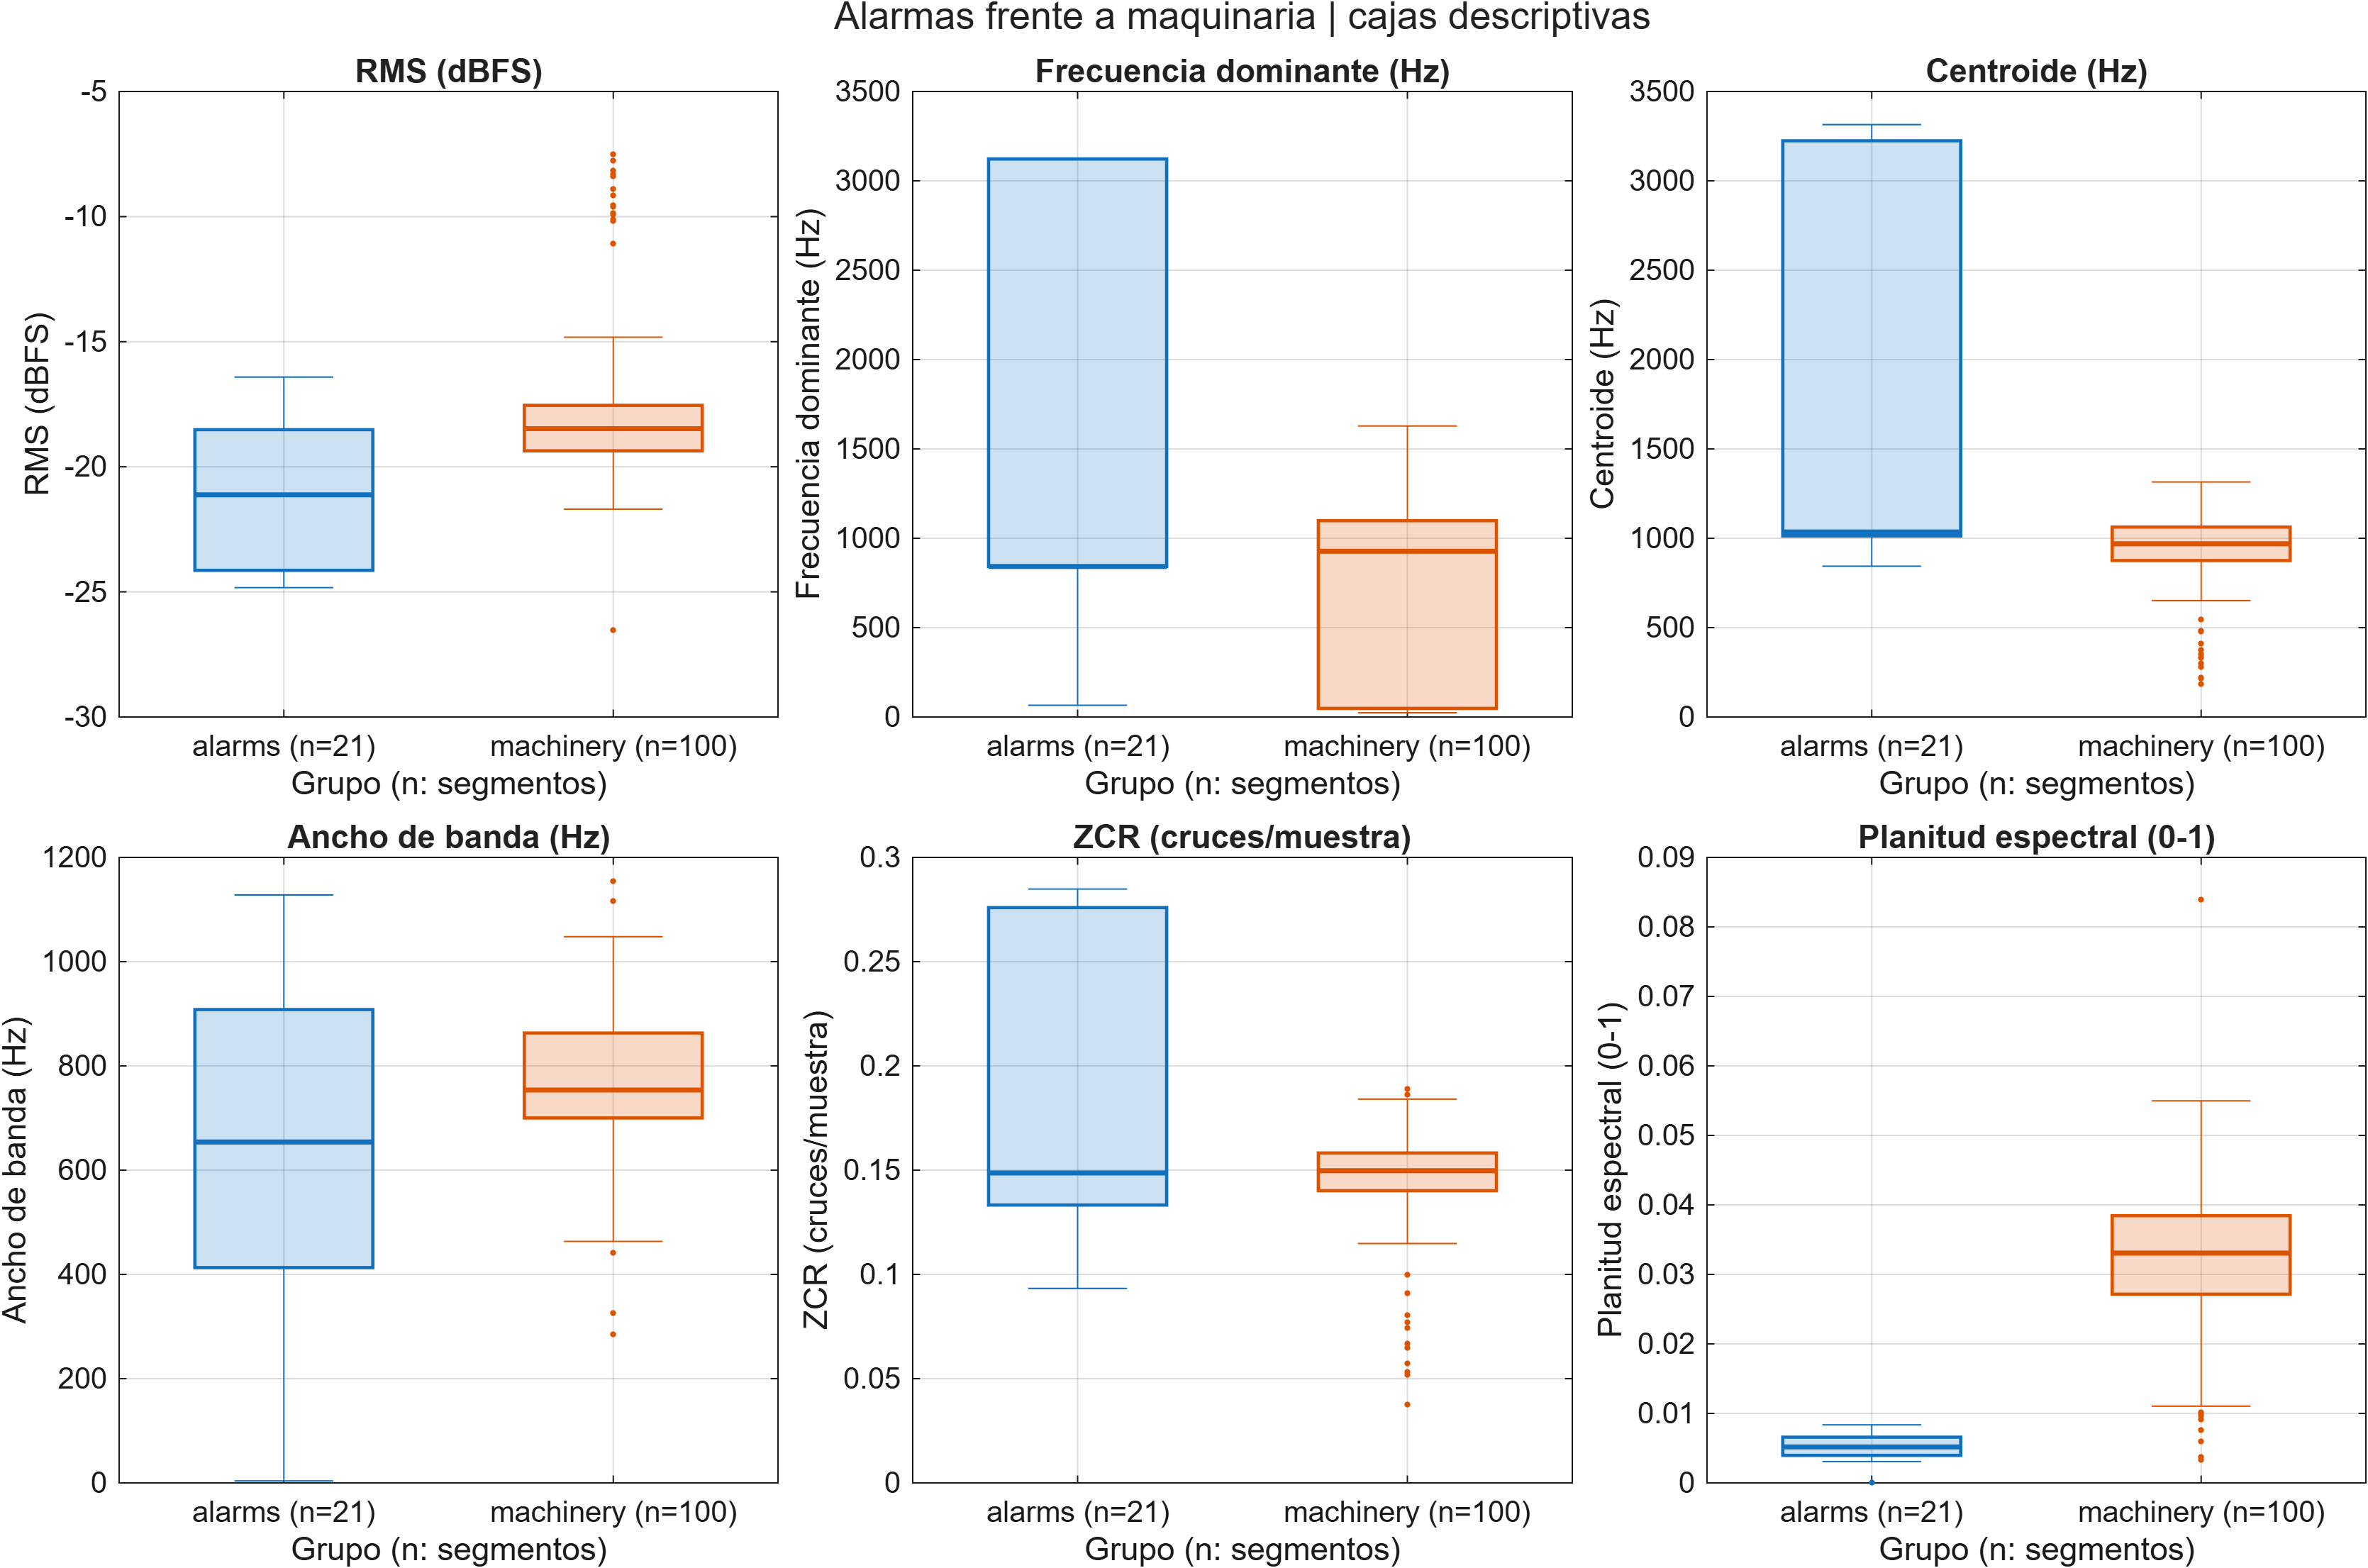 Alarmas frente a maquinaria | cajas descriptivas
RMS (dBFS)
RMS (dBFS)
-5
-10
-15
-20
-25
-30
alarms (n=21)
machinery (n=100)
Grupo (n: segmentos)
Frecuencia dominante (Hz)
Frecuencia dominante (Hz)
3500
3000
2500
2000
1500
1000
500
0
alarms (n=21)
machinery (n=100)
Grupo (n: segmentos)
Centroide (Hz)
Centroide (Hz)
3500
3000
2500
2000
1500
1000
500
0
alarms (n=21)
machinery (n=100)
Grupo (n: segmentos)
Ancho de banda (Hz)
Ancho de banda (Hz)
1200
1000
800
600
400
200
0
alarms (n=21)
machinery (n=100)
Grupo (n: segmentos)
ZCR (cruces/muestra)
ZCR (cruces/muestra)
0.3
0.25
0.2
0.15
0.1
0.05
0
alarms (n=21)
machinery (n=100)
Grupo (n: segmentos)
Planitud espectral (0-1)
Planitud espectral (0-1)
0.09
0.08
0.07
0.06
0.05
0.04
0.03
0.02
0.01
0
alarms (n=21)
machinery (n=100)
Grupo (n: segmentos)